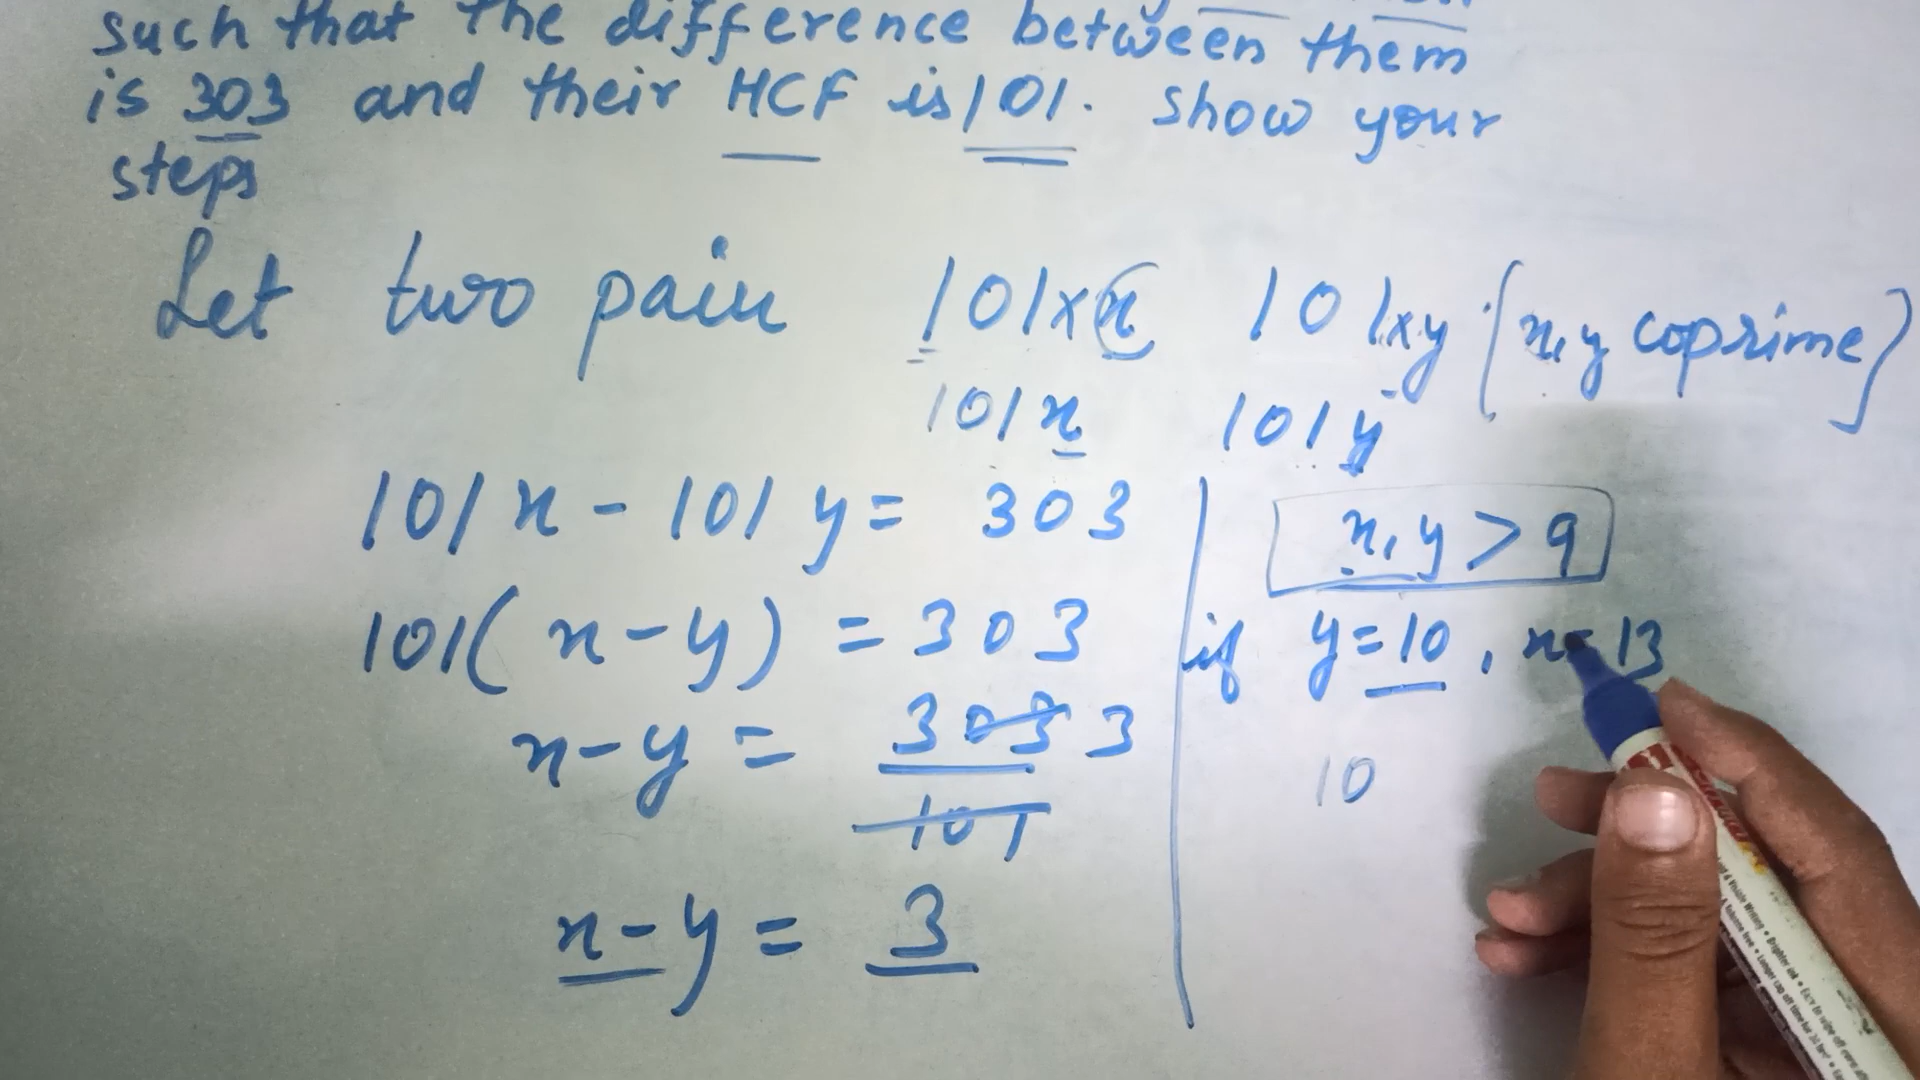 such that the difference between them
is 303 and their HCF is 101. Show your
steps
Let two pair 101×x 101×y (x,y coprime)
101x 101y
101x - 101y = 303
101(x-y) = 303
x-y = 303 3
101
x-y = 3
x,y > 9
if y=10, x=13
10